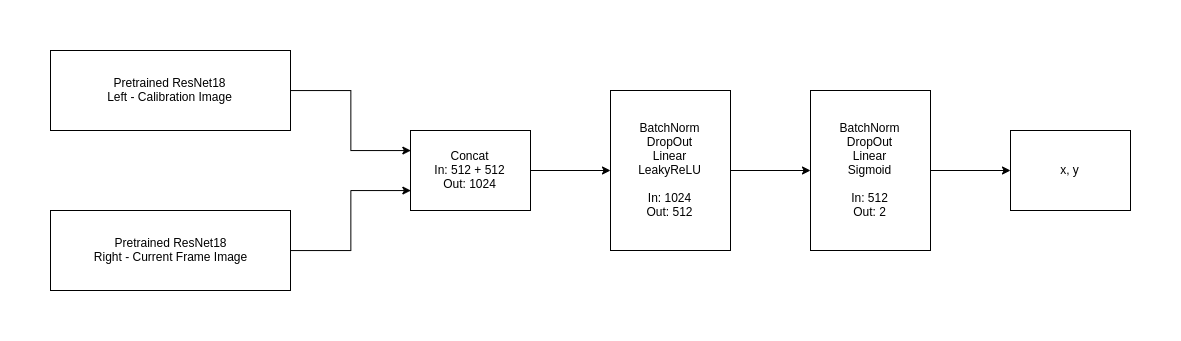 Pretrained ResNet18
Left - Calibration Image
Pretrained ResNet18
Right - Current Frame Image
Concat
In: 512 + 512
Out: 1024
BatchNorm
DropOut
Linear
LeakyReLU
In: 1024
Out: 512
BatchNorm
DropOut
Linear
Sigmoid
In: 512
Out: 2
x, y